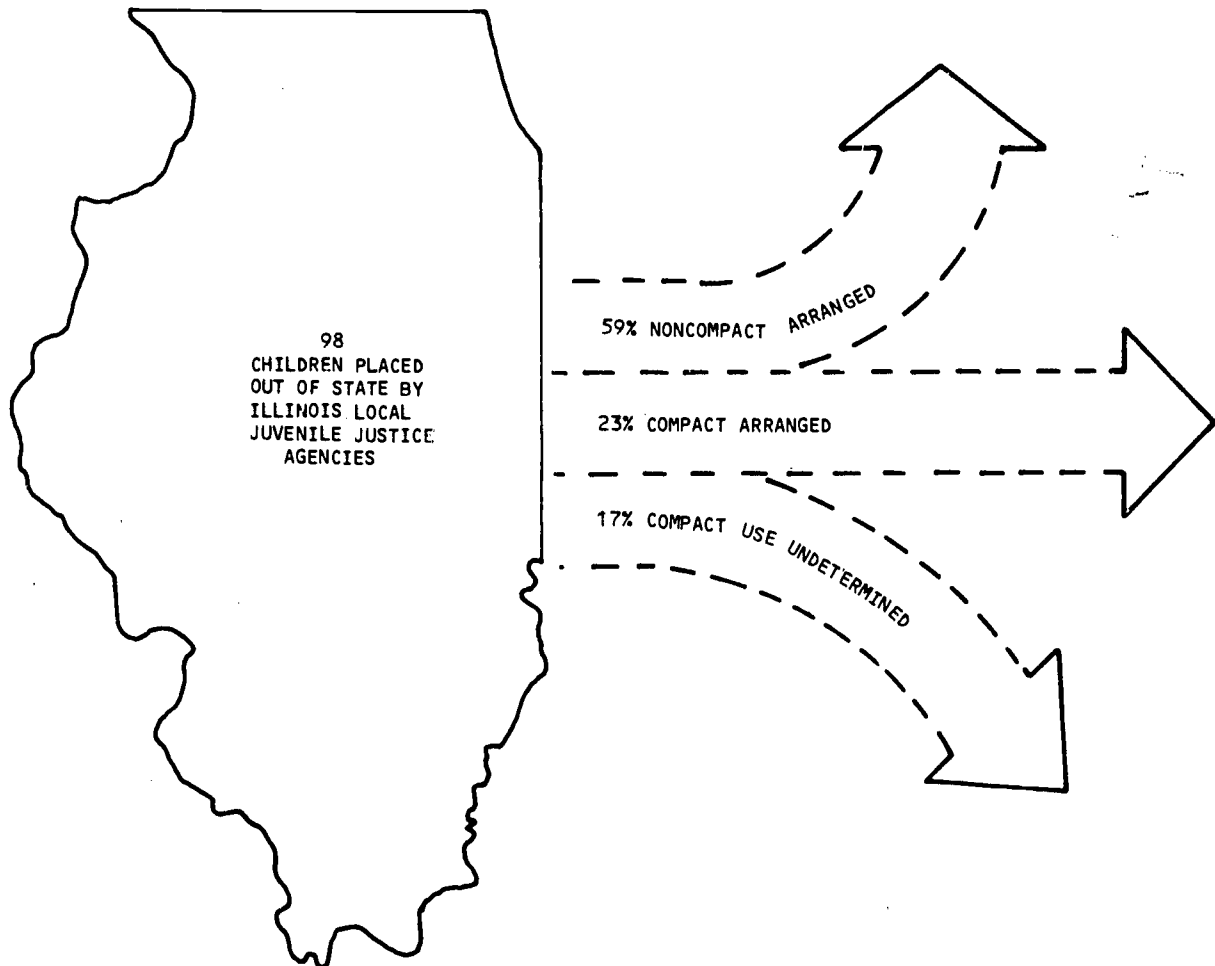 98
CHILDREN PLACED
OUT OF STATE BY
ILLINOIS LOCAL
JUVENILE JUSTICE
AGENCIES
59% NONCOMPACT ARRANGED
23% COMPACT ARRANGED
17% COMPACT USE UNDETERMINED